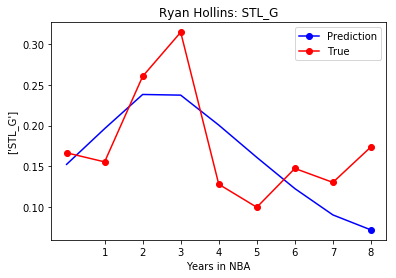 Ryan Hollins: STL_G
Prediction
True
0.30
0.25
0.20
0.15
0.10
['STL_G']
1 2 3 4 5 6 7 8
Years in NBA